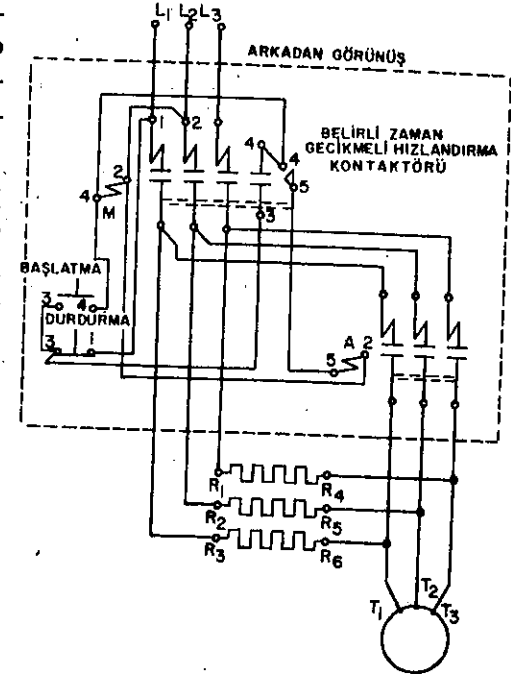 L1 L2 L3
ARKADAN GÖRÜNÜŞ
BELİRLİ ZAMAN
GECİKMELİ HIZLANDIRMA
KONTAKTÖRÜ
1
2
4
4
5
2
4
M
3
BAŞLATMA
3 4
DURDURMA
3 1
A 2
5
R1 R4
R2 R5
R3 R6
T1 T2 T3